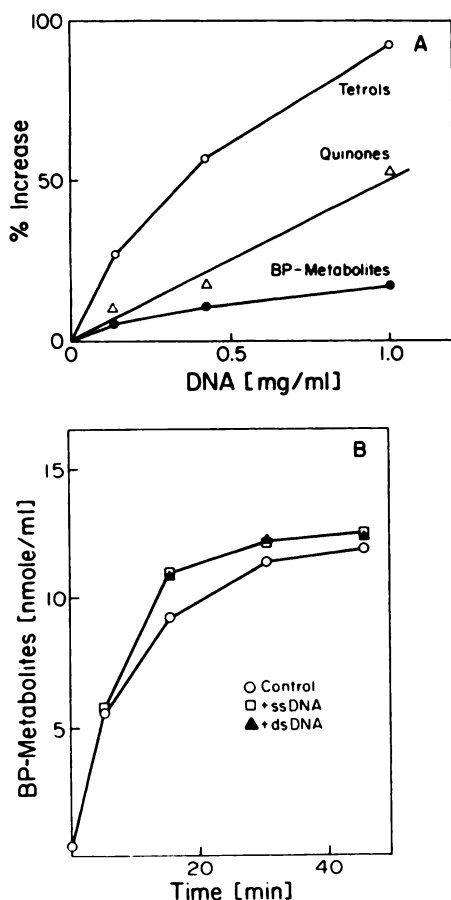 100
A
Tetrols
Quinones
50
BP-Metabolites
0
0
0.5
1.0
% Increase
DNA [mg/ml]
B
15
10
5
BP-Metabolites [nmole/ml]
○ Control
□ +ssDNA
▲ +dsDNA
20
40
Time [min]